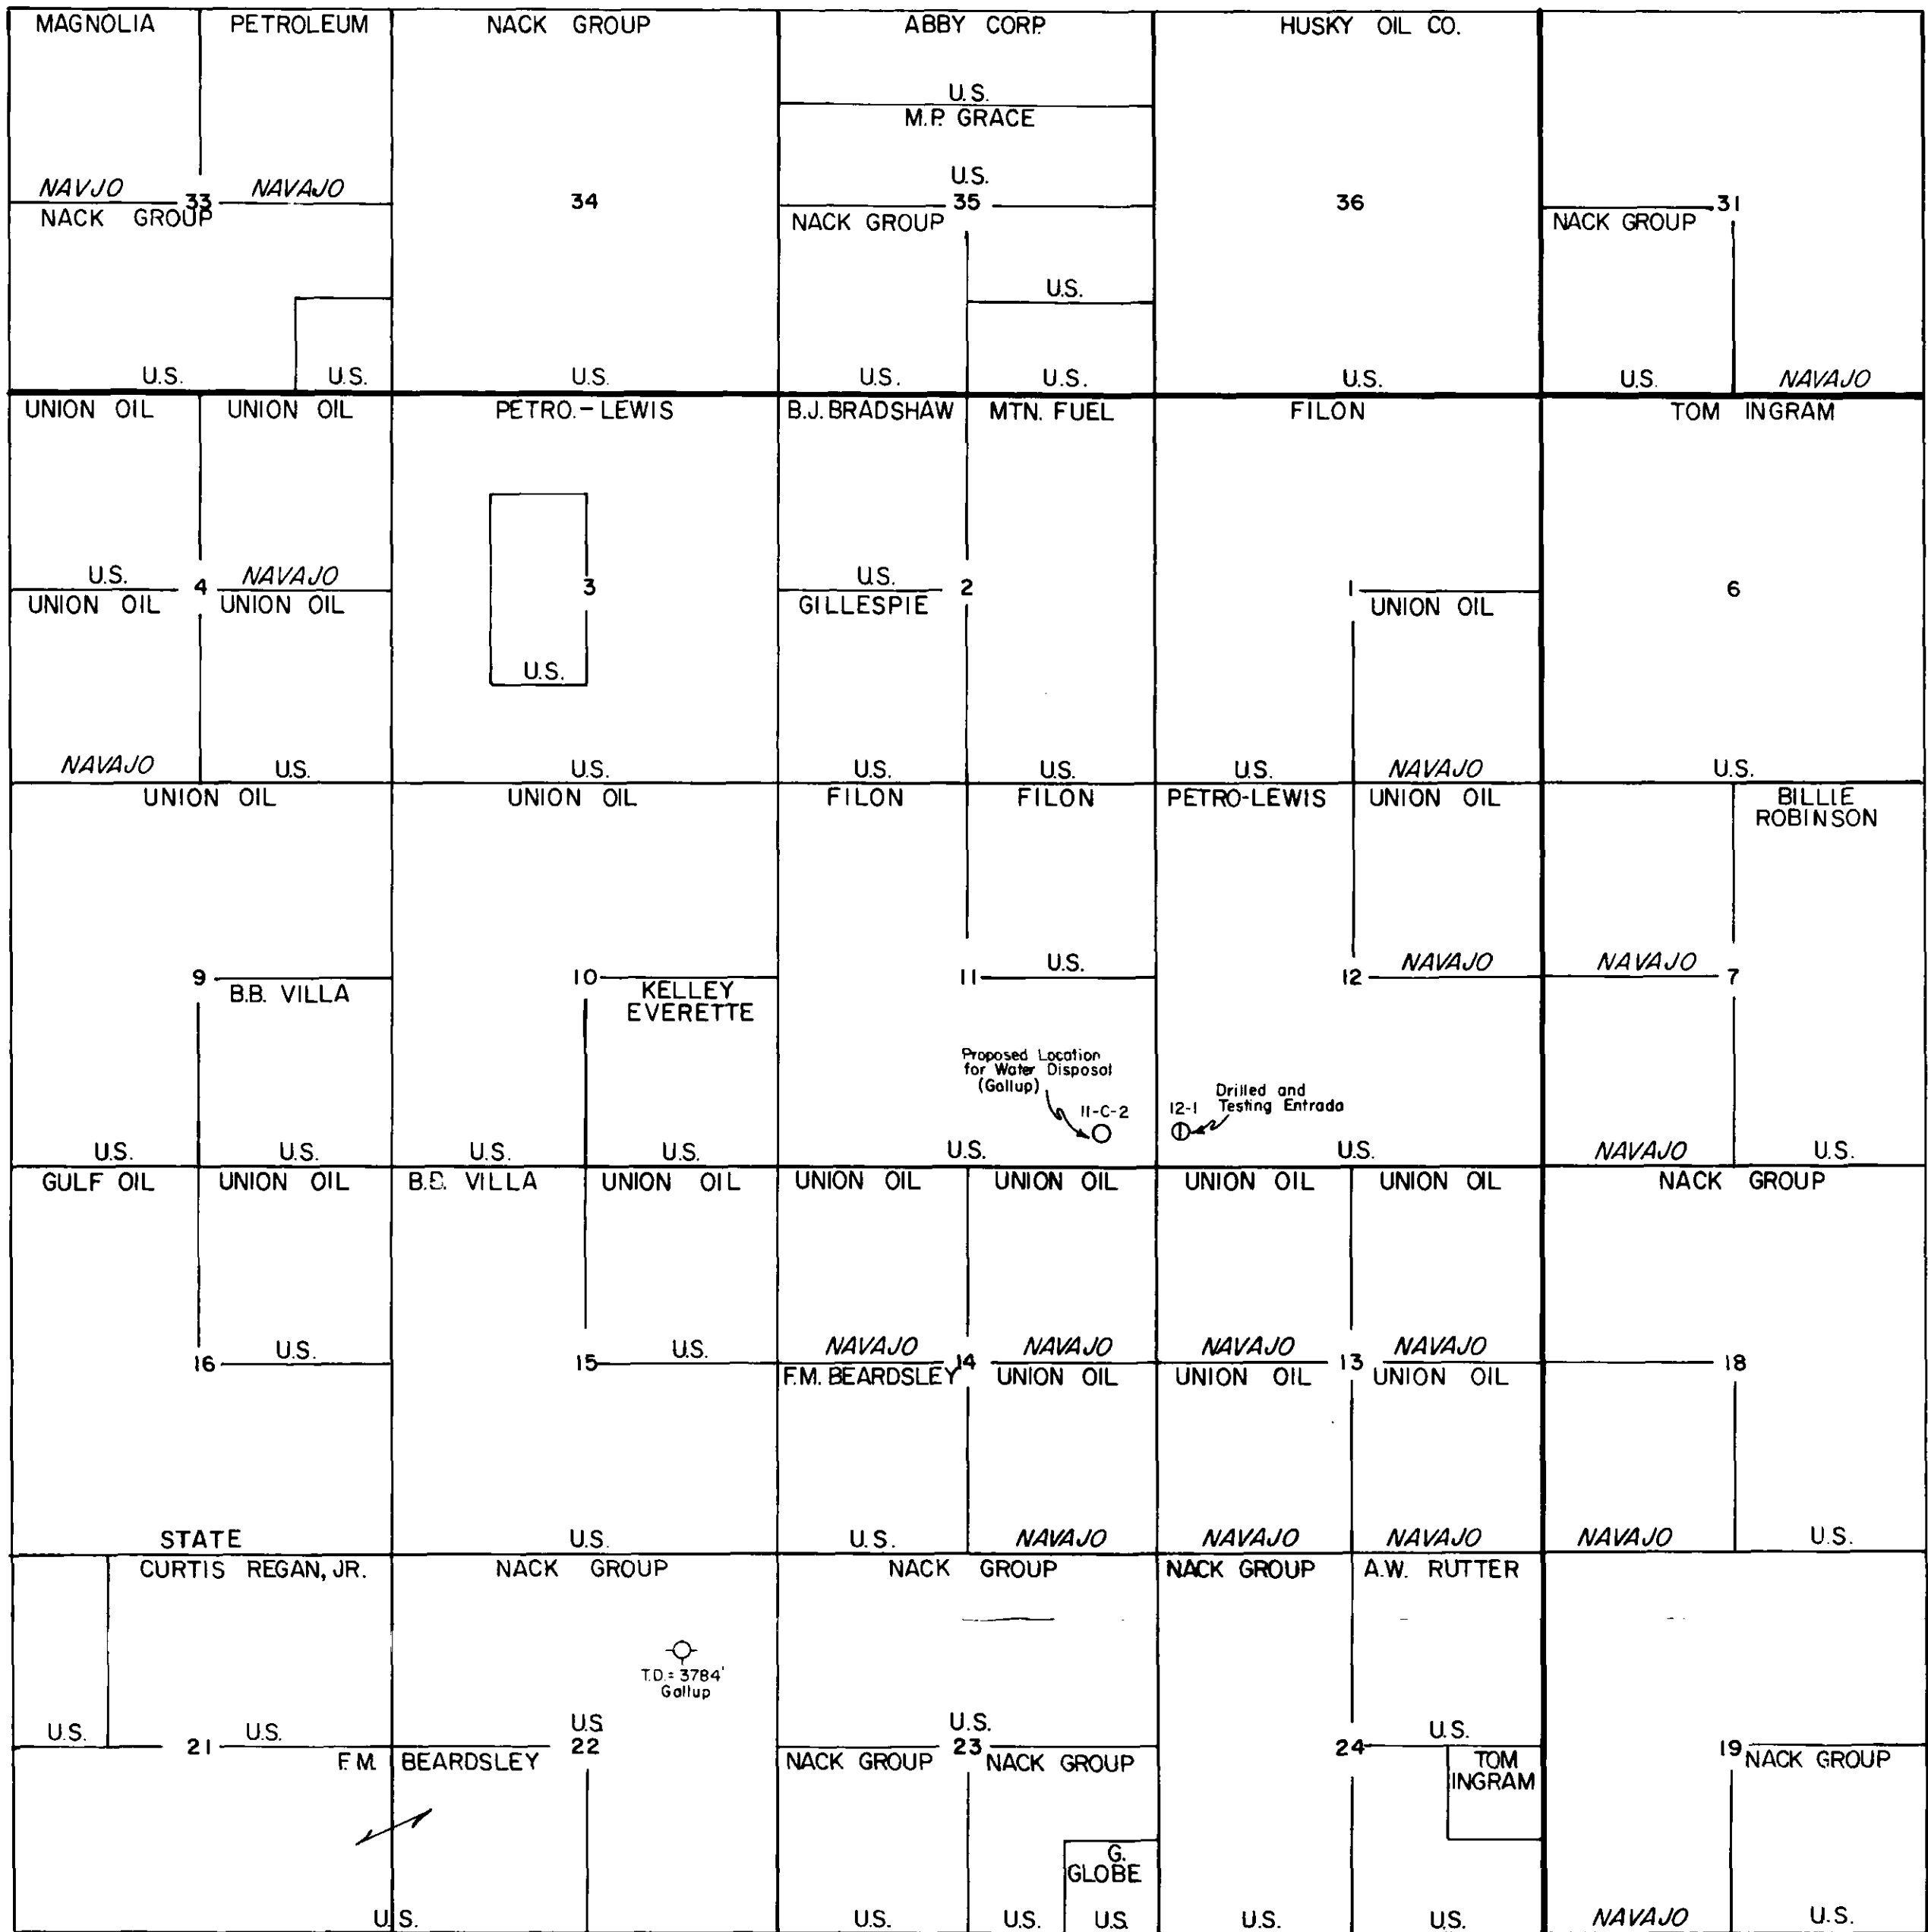 MAGNOLIA PETROLEUM
NACK GROUP
ABBY CORP.
HUSKY OIL CO.
U.S.
M.P. GRACE
NAVJO
NAVAJO
U.S.
33
34
35
36
31
NACK GROUP
NACK GROUP
NACK GROUP
U.S.
U.S.
U.S.
U.S.
U.S.
U.S.
U.S.
U.S.
NAVAJO
UNION OIL
UNION OIL
PETRO.-LEWIS
B.J. BRADSHAW
MTN. FUEL
FILON
TOM INGRAM
U.S.
4
NAVAJO
3
U.S.
2
1
6
UNION OIL
UNION OIL
GILLESPIE
UNION OIL
U.S.
NAVAJO
U.S.
U.S.
U.S.
U.S.
U.S.
NAVAJO
U.S.
UNION OIL
UNION OIL
FILON
FILON
PETRO-LEWIS
UNION OIL
BILLIE
ROBINSON
9
10
11
U.S.
12
NAVAJO
NAVAJO
7
B.B. VILLA
KELLEY
EVERETTE
Proposed Location
for Water Disposal
(Gallup)
11-C-2
12-1
Drilled and
Testing Entrada
U.S.
U.S.
U.S.
U.S.
U.S.
U.S.
NAVAJO
U.S.
GULF OIL
UNION OIL
B.B. VILLA
UNION OIL
UNION OIL
UNION OIL
UNION OIL
UNION OIL
NACK GROUP
16
U.S.
15
U.S.
NAVAJO
14
NAVAJO
NAVAJO
13
NAVAJO
18
F.M. BEARDSLEY
UNION OIL
UNION OIL
UNION OIL
STATE
U.S.
U.S.
NAVAJO
NAVAJO
NAVAJO
NAVAJO
U.S.
CURTIS REGAN, JR.
NACK GROUP
NACK GROUP
NACK GROUP
A.W. RUTTER
T.D.= 3784'
Gallup
U.S.
21
U.S.
U.S.
22
U.S.
23
24
U.S.
19
F.M. BEARDSLEY
NACK GROUP
NACK GROUP
TOM
INGRAM
NACK GROUP
G.
GLOBE
U.S.
U.S.
U.S.
U.S.
U.S.
U.S.
NAVAJO
U.S.